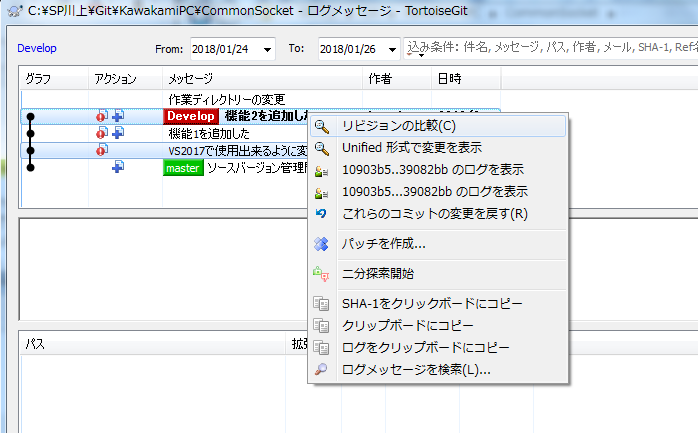 C:¥SP川上¥Git¥KawakamiPC¥CommonSocket - ログメッセージ - TortoiseGit
Develop From: 2018/01/24 To: 2018/01/26 込み条件: 件名, メッセージ, パス, 作者, メール, SHA-1, Ref名
グラフ アクション メッセージ 作者 日時
作業ディレクトリーの変更
Develop 機能2を追加した
機能1を追加した
VS2017で使用出来るように変
master ソースバージョン管理
リビジョンの比較(C)
Unified 形式で変更を表示
10903b5..39082bb のログを表示
10903b5...39082bb のログを表示
これらのコミットの変更を戻す(R)
パッチを作成...
二分探索開始
SHA-1をクリックボードにコピー
クリップボードにコピー
ログをクリップボードにコピー
ログメッセージを検索(L)...
パス 拡張